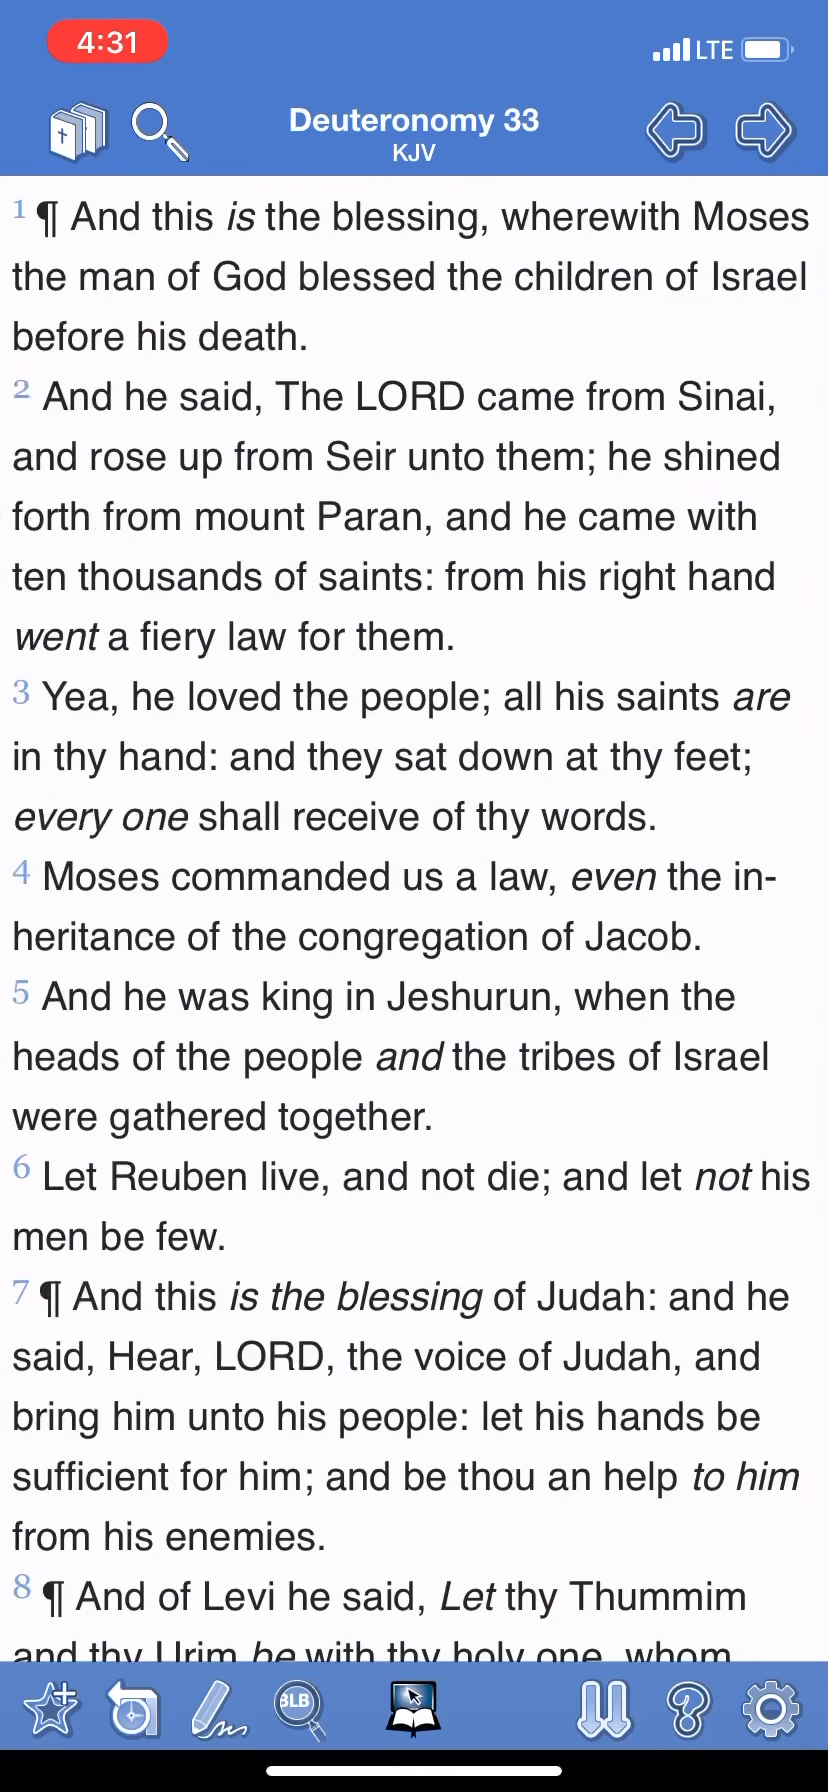 4:31
LTE
Deuteronomy 33
KJV
1 ¶ And this is the blessing, wherewith Moses
the man of God blessed the children of Israel
before his death.
2 And he said, The LORD came from Sinai,
and rose up from Seir unto them; he shined
forth from mount Paran, and he came with
ten thousands of saints: from his right hand
went a fiery law for them.
3 Yea, he loved the people; all his saints are
in thy hand: and they sat down at thy feet;
every one shall receive of thy words.
4 Moses commanded us a law, even the in-
heritance of the congregation of Jacob.
5 And he was king in Jeshurun, when the
heads of the people and the tribes of Israel
were gathered together.
6 Let Reuben live, and not die; and let not his
men be few.
7 ¶ And this is the blessing of Judah: and he
said, Hear, LORD, the voice of Judah, and
bring him unto his people: let his hands be
sufficient for him; and be thou an help to him
from his enemies.
8 ¶ And of Levi he said, Let thy Thummim
and thy Urim be with thy holy one, whom
BLB